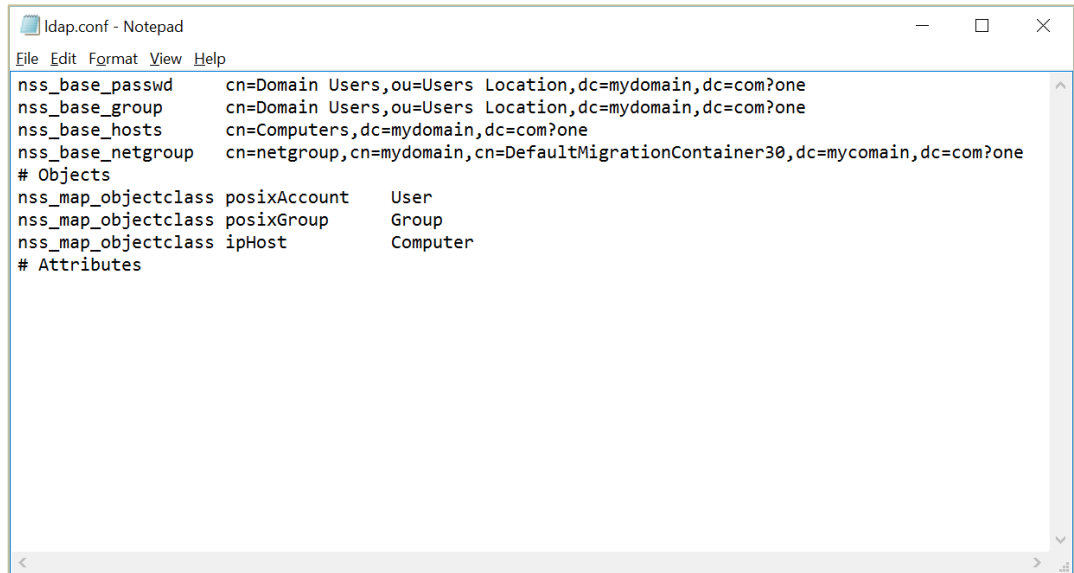 ldap.conf - Notepad
File Edit Format View Help
nss_base_passwd     cn=Domain Users,ou=Users Location,dc=mydomain,dc=com?one
nss_base_group      cn=Domain Users,ou=Users Location,dc=mydomain,dc=com?one
nss_base_hosts      cn=Computers,dc=mydomain,dc=com?one
nss_base_netgroup   cn=netgroup,cn=mydomain,cn=DefaultMigrationContainer30,dc=mycomain,dc=com?one
# Objects
nss_map_objectclass posixAccount    User
nss_map_objectclass posixGroup      Group
nss_map_objectclass ipHost          Computer
# Attributes